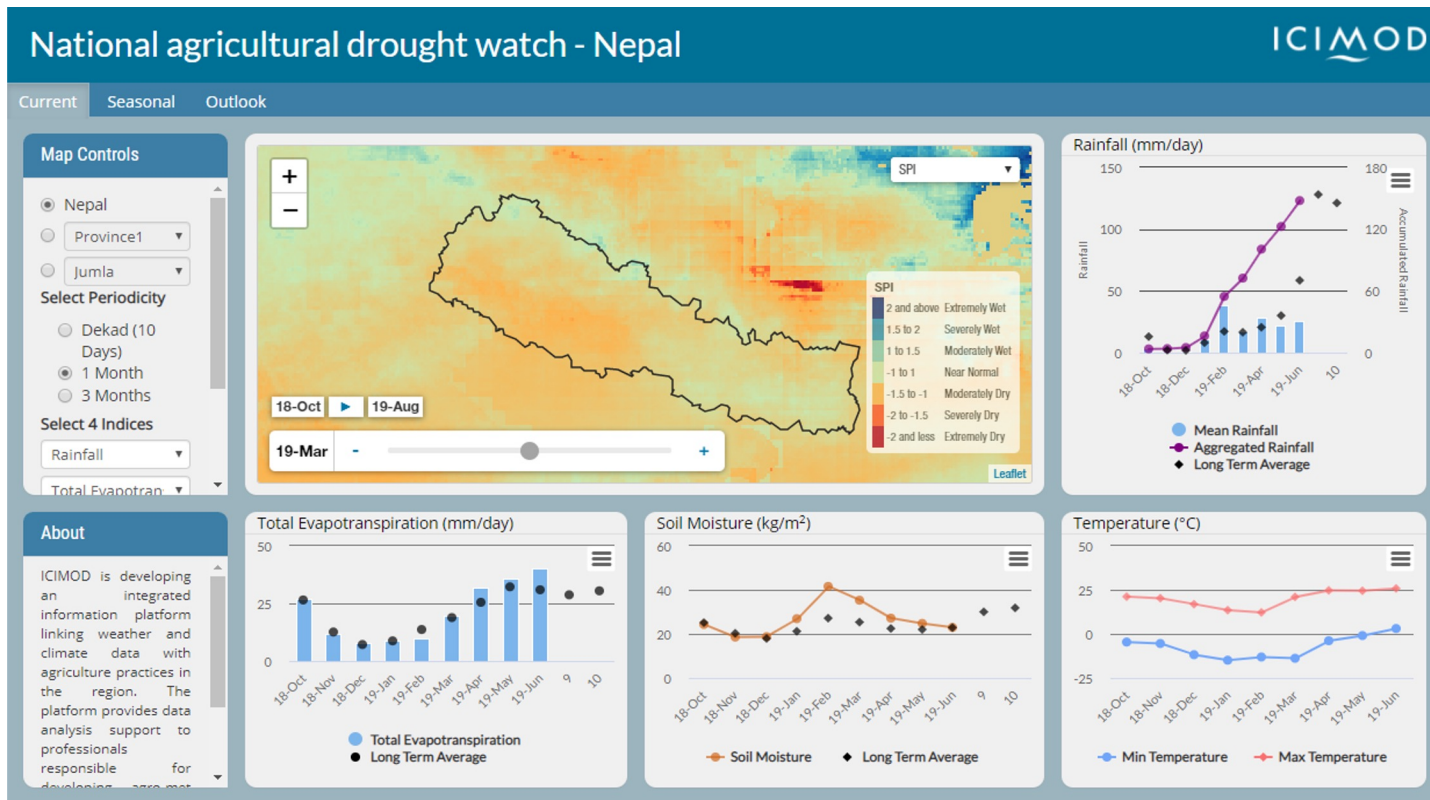 National agricultural drought watch - Nepal
ICIMOD
Current Seasonal Outlook
Map Controls
Nepal
Province1
Jumla
Select Periodicity
Dekad (10
Days)
1 Month
3 Months
Select 4 Indices
Rainfall
Total Evapotran
+
−
SPI
SPI
2 and above Extremely Wet
1.5 to 2 Severely Wet
1 to 1.5 Moderately Wet
-1 to 1 Near Normal
-1.5 to -1 Moderately Dry
-2 to -1.5 Severely Dry
-2 and less Extremely Dry
18-Oct 19-Aug
19-Mar - +
Leaflet
Rainfall (mm/day)
150 180
100 120
50 60
0 0
Rainfall
Accumulated Rainfall
18-Oct 18-Dec 19-Feb 19-Apr 19-Jun 10
Mean Rainfall
Aggregated Rainfall
Long Term Average
About
ICIMOD is developing
an integrated
information platform
linking weather and
climate data with
agriculture practices in
the region. The
platform provides data
analysis support to
professionals
responsible for
developing agro-met
Total Evapotranspiration (mm/day)
50
25
0
18-Oct 18-Nov 18-Dec 19-Jan 19-Feb 19-Mar 19-Apr 19-May 19-Jun 9 10
Total Evapotranspiration
Long Term Average
Soil Moisture (kg/m²)
60
40
20
0
18-Oct 18-Nov 18-Dec 19-Jan 19-Feb 19-Mar 19-Apr 19-May 19-Jun 9 10
Soil Moisture Long Term Average
Temperature (°C)
50
25
0
-25
18-Oct 18-Nov 18-Dec 19-Jan 19-Feb 19-Mar 19-Apr 19-May 19-Jun
Min Temperature Max Temperature